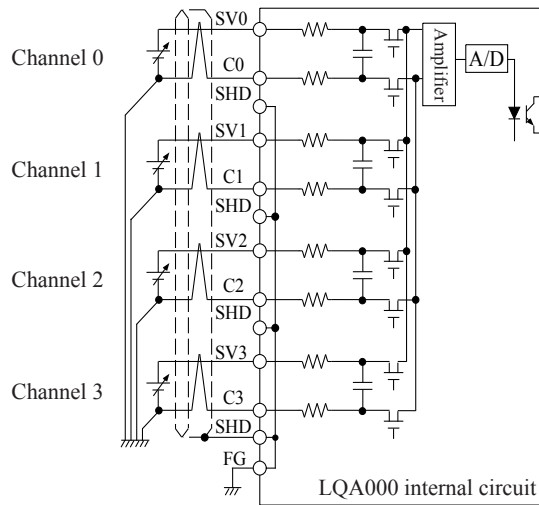 SV0
Channel 0
C0
SHD
Amplifier
A/D
SV1
Channel 1
C1
SHD
SV2
Channel 2
C2
SHD
SV3
Channel 3
C3
SHD
FG
LQA000 internal circuit